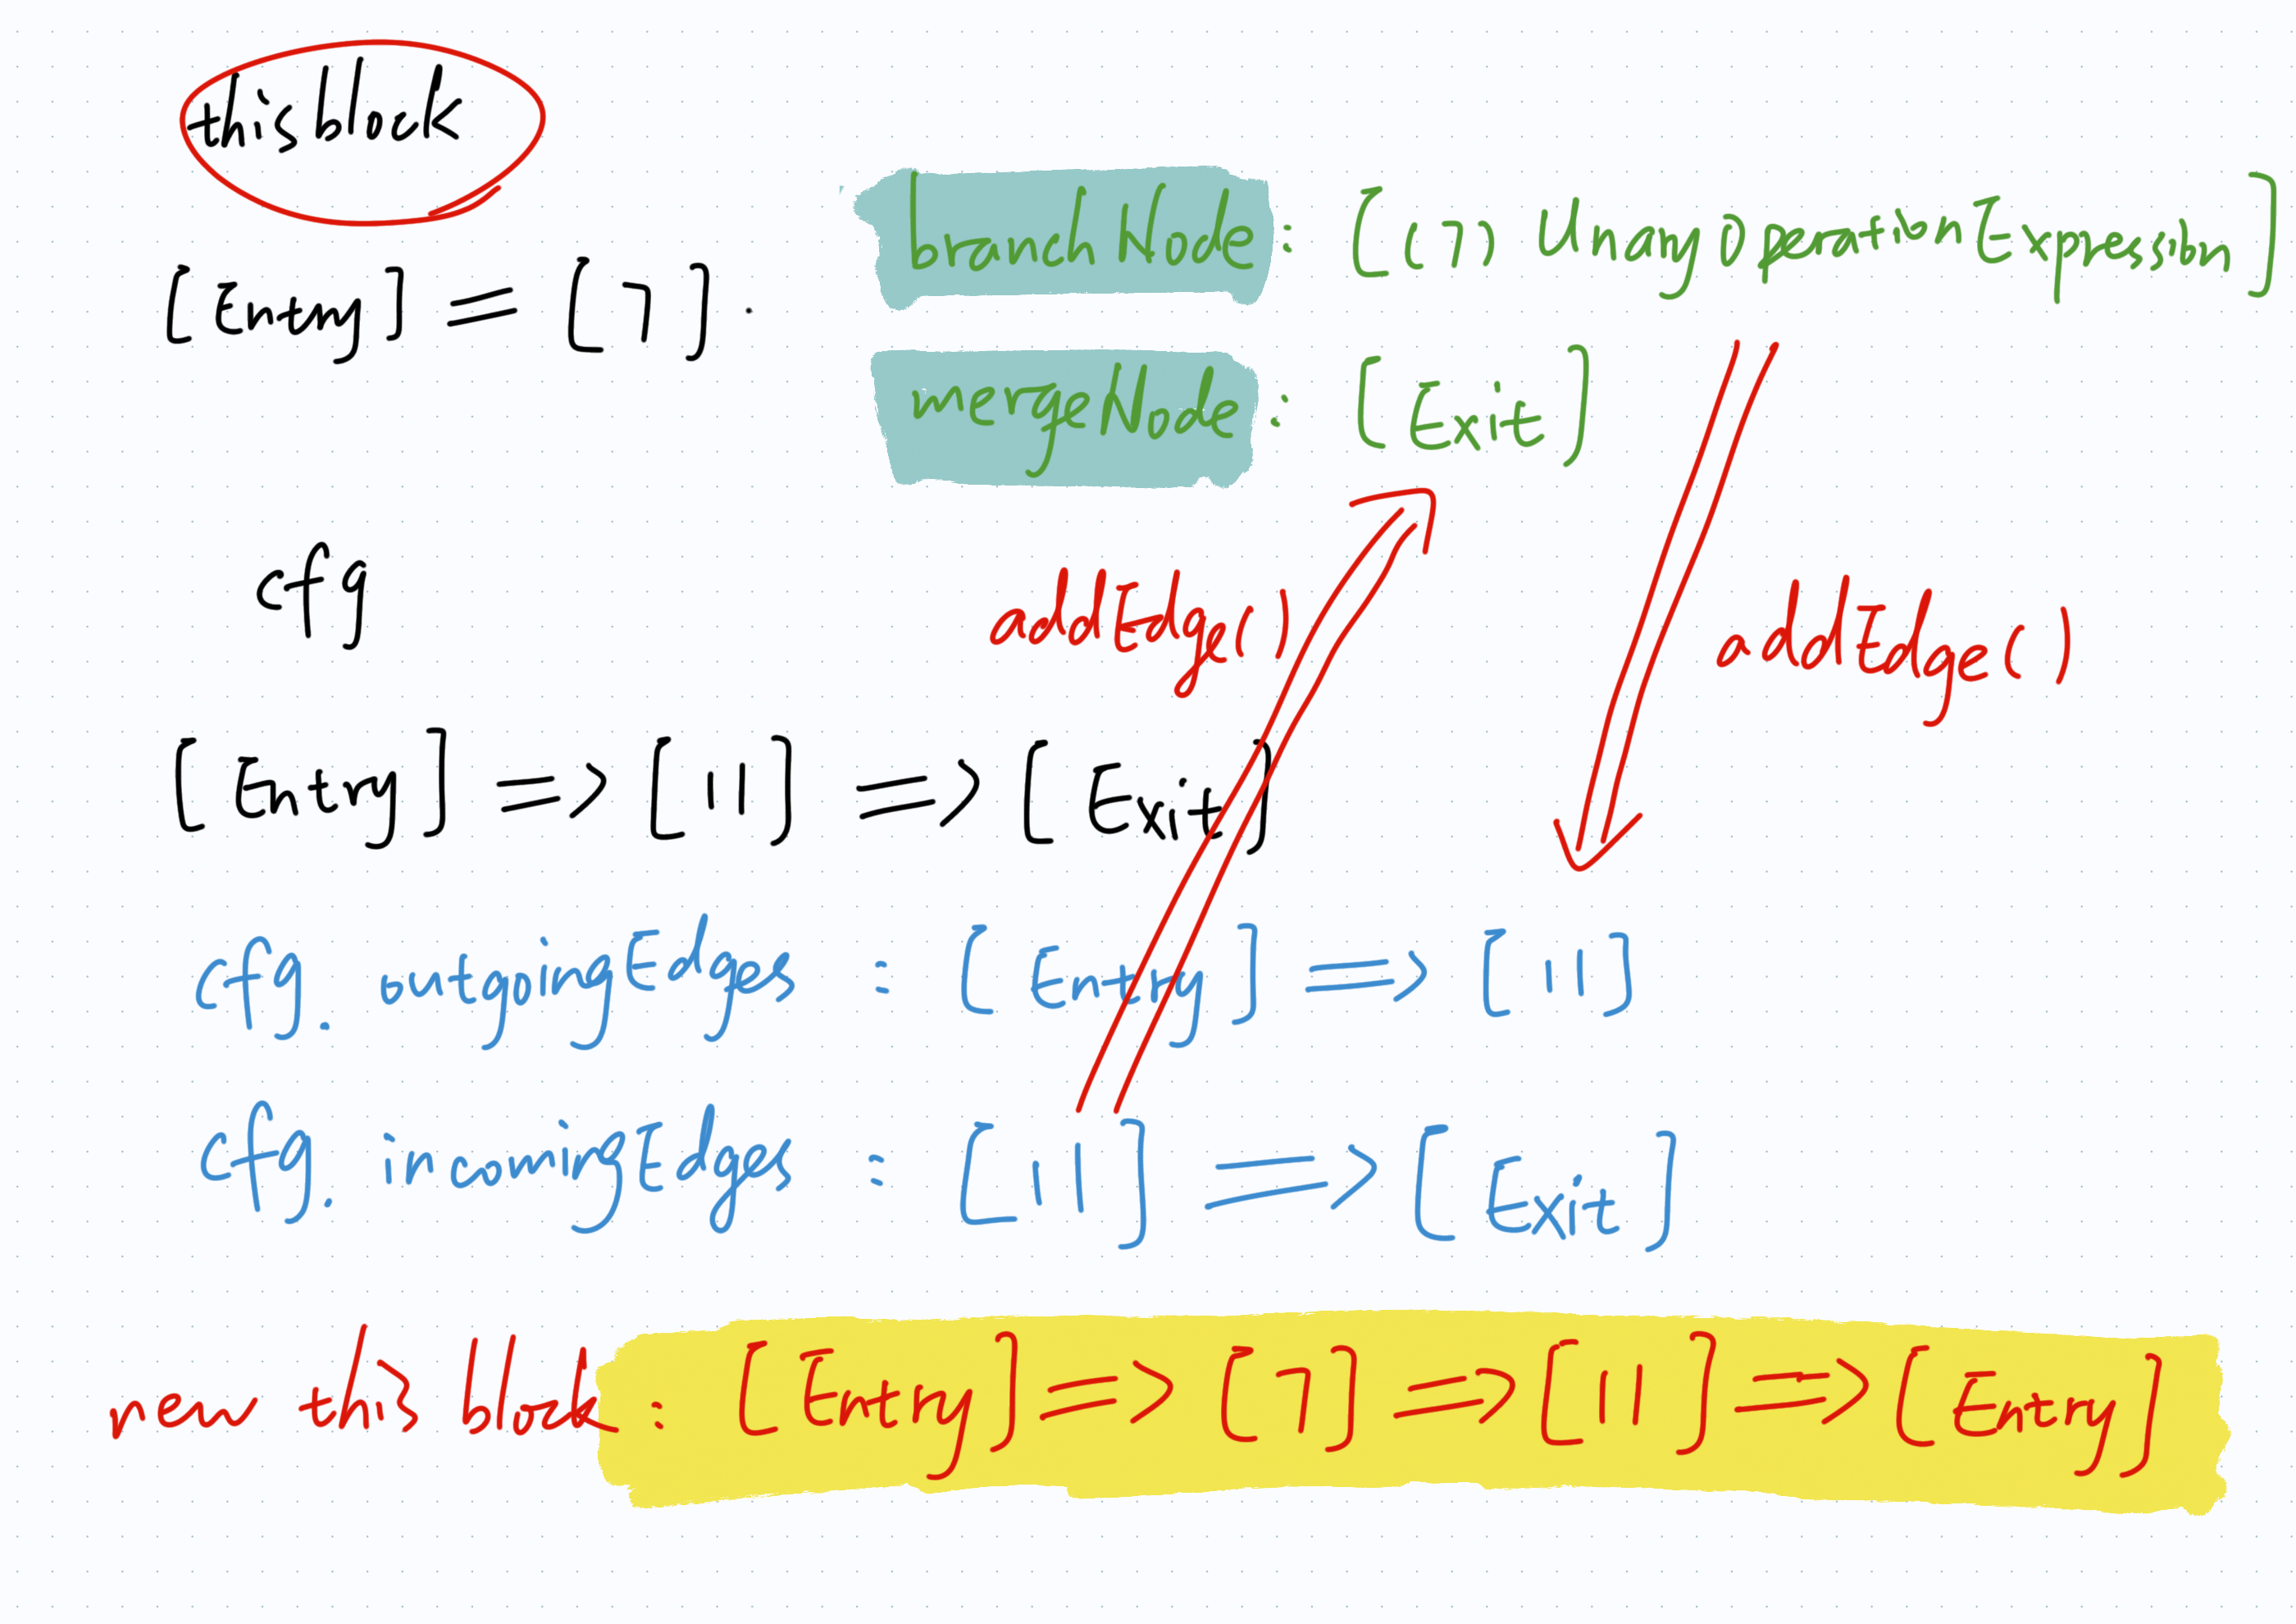 this block
branchNode: [(7) UnaryOperationExpression]
[Entry] = [7].
mergeNode: [Exit]
cfg
addEdge()
addEdge()
[Entry] => [11] => [Exit]
cfg. outgoingEdges : [Entry] => [11]
cfg. incomingEdges : [11] => [Exit]
new this block : [Entry] => [7] => [11] => [Entry]